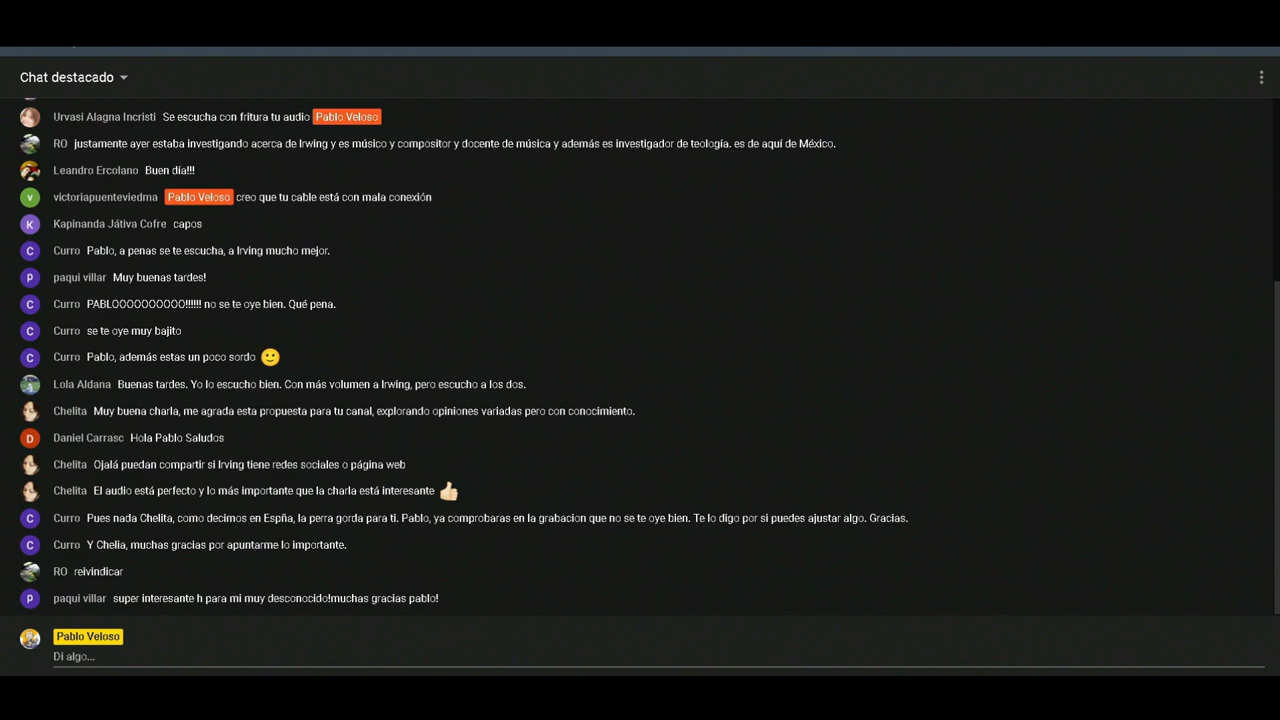 Chat destacado
Urvasi Alagna Incristi Se escucha con fritura tu audio Pablo Veloso
RO justamente ayer estaba investigando acerca de Irwing y es músico y compositor y docente de música y además es investigador de teología. es de aquí de México.
Leandro Ercolano Buen día!!!
V victoriapuenteviedma Pablo Veloso creo que tu cable está con mala conexión
K Kapinanda Játiva Cofre capos
C Curro Pablo, a penas se te escucha, a Irving mucho mejor.
P paqui villar Muy buenas tardes!
C Curro PABLOOOOOOOOOO!!!!!! no se te oye bien. Qué pena.
C Curro se te oye muy bajito
C Curro Pablo, además estas un poco sordo 🙂
Lola Aldana Buenas tardes. Yo lo escucho bien. Con más volumen a Irwing, pero escucho a los dos.
Chelita Muy buena charla, me agrada esta propuesta para tu canal, explorando opiniones variadas pero con conocimiento.
D Daniel Carrasc Hola Pablo Saludos
Chelita Ojalá puedan compartir si Irving tiene redes sociales o página web
Chelita El audio está perfecto y lo más importante que la charla está interesante 👍🏻
C Curro Pues nada Chelita, como decimos en Espña, la perra gorda para ti. Pablo, ya comprobaras en la grabacion que no se te oye bien. Te lo digo por si puedes ajustar algo. Gracias.
C Curro Y Chelia, muchas gracias por apuntarme lo importante.
RO reivindicar
P paqui villar super interesante h para mi muy desconocido!muchas gracias pablo!
Pablo Veloso
Di algo...